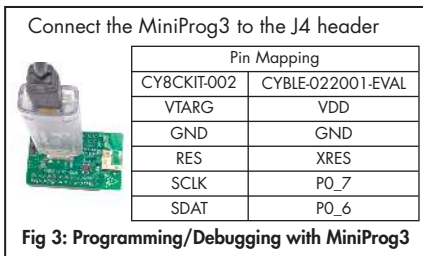 Connect the MiniProg3 to the J4 header
Pin Mapping
CY8CKIT-002 CYBLE-022001-EVAL
VTARG VDD
GND GND
RES XRES
SCLK P0_7
SDAT P0_6
Fig 3: Programming/Debugging with MiniProg3